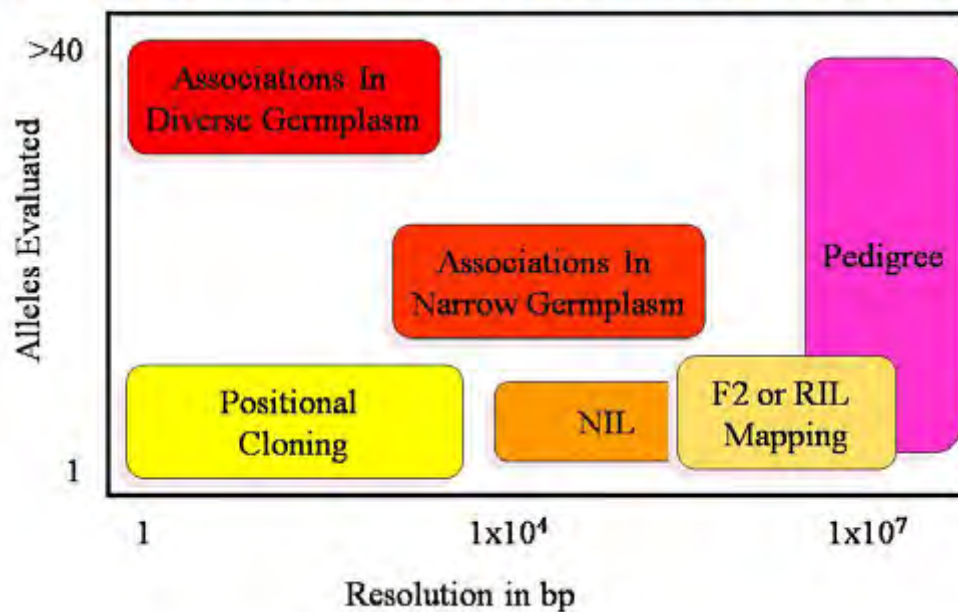 >40
Associations In
Diverse Germplasm
Alleles Evaluated
Pedigree
Associations In
Narrow Germplasm
Positional
Cloning
NIL
F2 or RIL
Mapping
1
1 1x10⁴ 1x10⁷
Resolution in bp